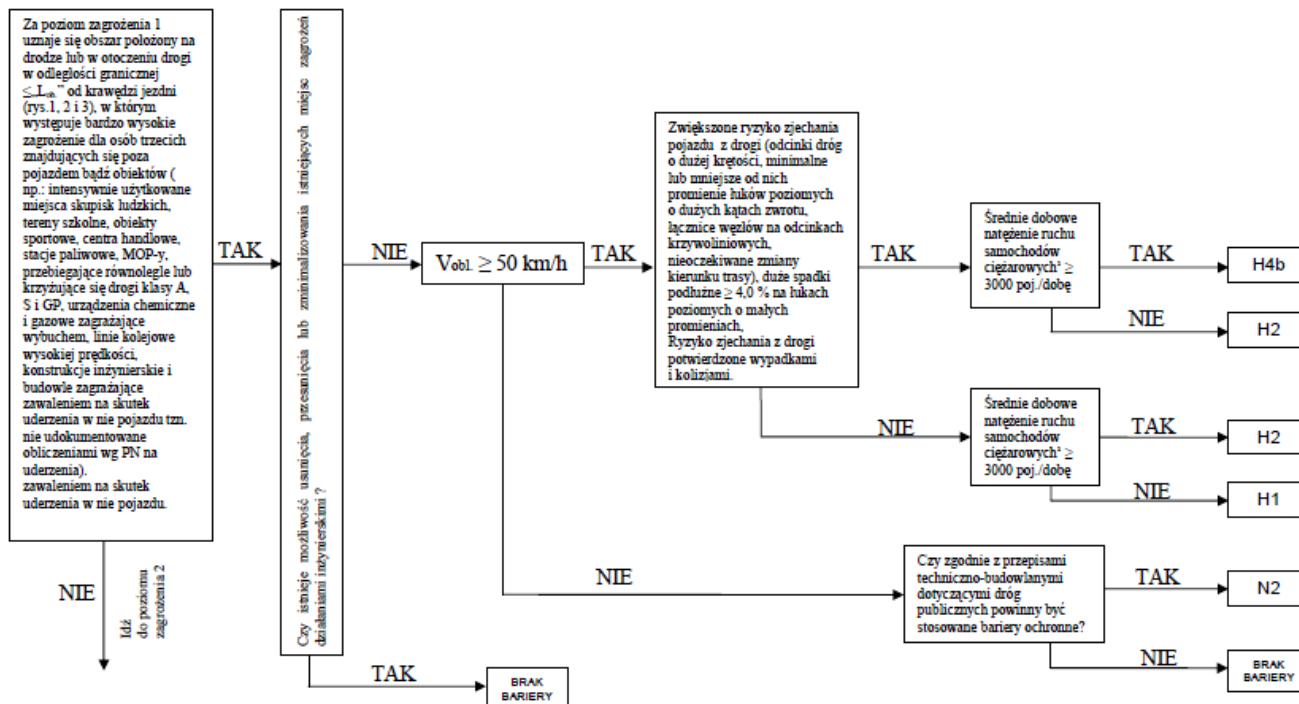 Za poziom zagrożenia 1
uznaje się obszar położony na
drodze lub w otoczeniu drogi
w odległości granicznej
od krawędzi jezdni
(rys.1, 2 i 3), w którym
występuje bardzo wysokie
zagrożenie dla osób trzecich
znajdujących się poza
pojazdem bądź obiektów (
np.: intensywnie użytkowane
miejsca skupisk ludzkich,
tereny szkolne, obiekty
sportowe, centra handlowe,
stacje paliwowe, MOP-y,
przebiegające równolegle lub
krzyżujące się drogi klasy A,
S i GP, urządzenia chemiczne
i gazowe zagrażające
wybuchem, linie kolejowe
wysokiej prędkości,
konstrukcje inżynierskie i
budowle zagrażające
zawaleniem na skutek
uderzenia w nie pojazdu tzn.
nie udokumentowane
obliczeniami wg PN na
uderzenia).
zawaleniem na skutek
uderzenia w nie pojazdu.
NIE
Idź
do poziomu
zagrożenia 2
TAK
Czy istnieje możliwość usunięcia, przesunięcia lub zminimalizowania istniejących miejsc zagrożeń
działaniami inżynierskimi ?
TAK
BRAK
BARIERY
NIE
Vobl. ≥ 50 km/h
TAK
Zwiększone ryzyko zjechania
pojazdu z drogi (odcinki dróg
o dużej krętości, minimalne
lub mniejsze od nich
promienie łuków poziomych
o dużych kątach zwrotu,
łącznice węzłów na odcinkach
krzywoliniowych,
nieoczekiwane zmiany
kierunku trasy), duże spadki
podłużne ≥ 4,0 % na łukach
poziomych o małych
promieniach,
Ryzyko zjechania z drogi
potwierdzone wypadkami
i kolizjami.
TAK
Średnie dobowe
natężenie ruchu
samochodów
ciężarowych² ≥
3000 poj./dobę
TAK
H4b
NIE
H2
NIE
Średnie dobowe
natężenie ruchu
samochodów
ciężarowych² ≥
3000 poj./dobę
TAK
H2
NIE
H1
NIE
Czy zgodnie z przepisami
techniczno-budowlanymi
dotyczącymi dróg
publicznych powinny być
stosowane bariery ochronne?
TAK
N2
NIE
BRAK
BARIERY